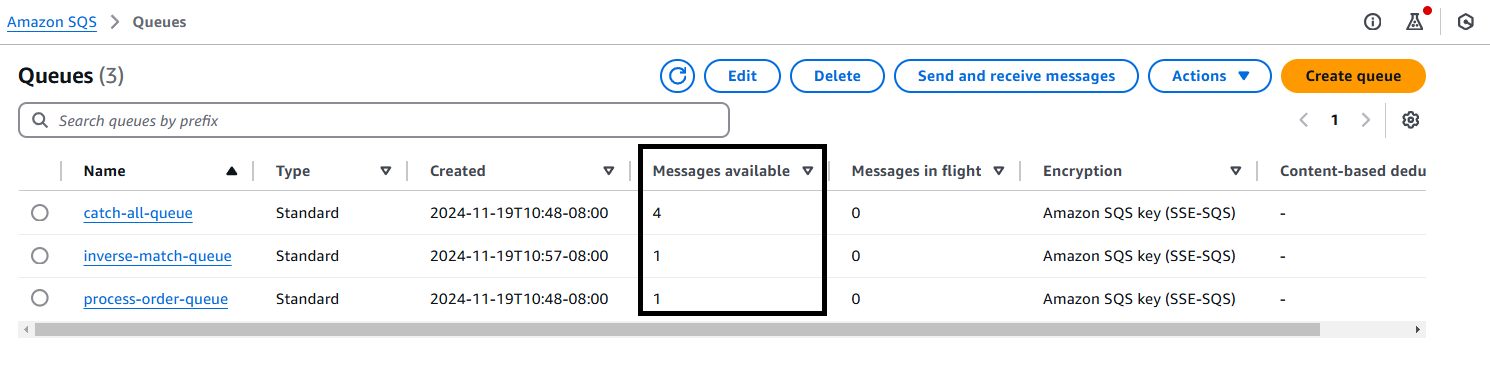 Amazon SQS > Queues
Queues (3) Edit Delete Send and receive messages Actions Create queue
Search queues by prefix 1
Name Type Created Messages available Messages in flight Encryption Content-based dedu
catch-all-queue Standard 2024-11-19T10:48-08:00 4 0 Amazon SQS key (SSE-SQS) -
inverse-match-queue Standard 2024-11-19T10:57-08:00 1 0 Amazon SQS key (SSE-SQS) -
process-order-queue Standard 2024-11-19T10:48-08:00 1 0 Amazon SQS key (SSE-SQS) -